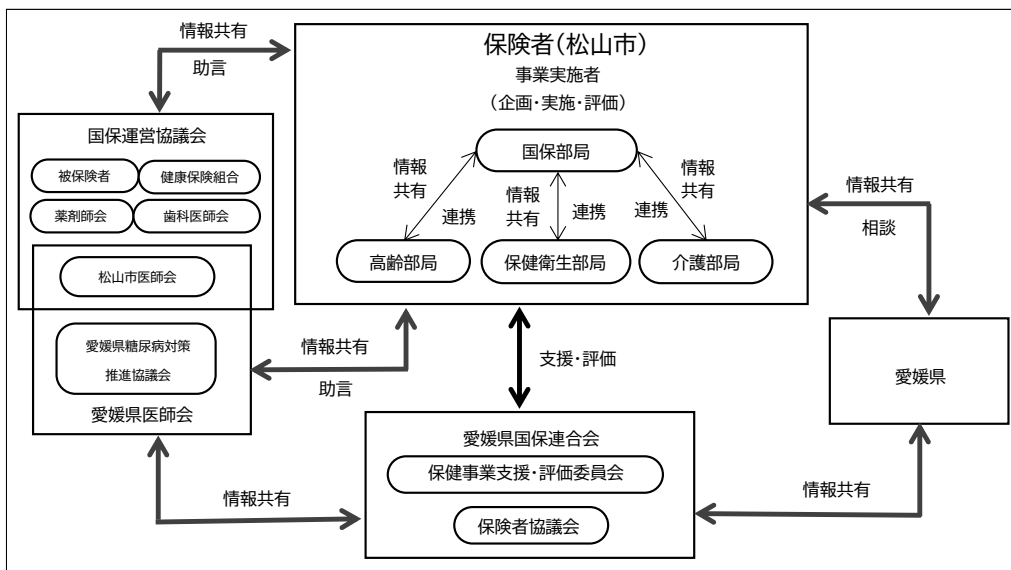 情報共有
助言
保険者(松山市)
事業実施者
(企画・実施・評価)
国保部局
情報
共有
連携
情報
共有
連携
情報
共有
連携
高齢部局
保健衛生部局
介護部局
国保運営協議会
被保険者
健康保険組合
薬剤師会
歯科医師会
松山市医師会
愛媛県糖尿病対策
推進協議会
愛媛県医師会
情報共有
助言
支援・評価
情報共有
相談
愛媛県
愛媛県国保連合会
保健事業支援・評価委員会
保険者協議会
情報共有
情報共有